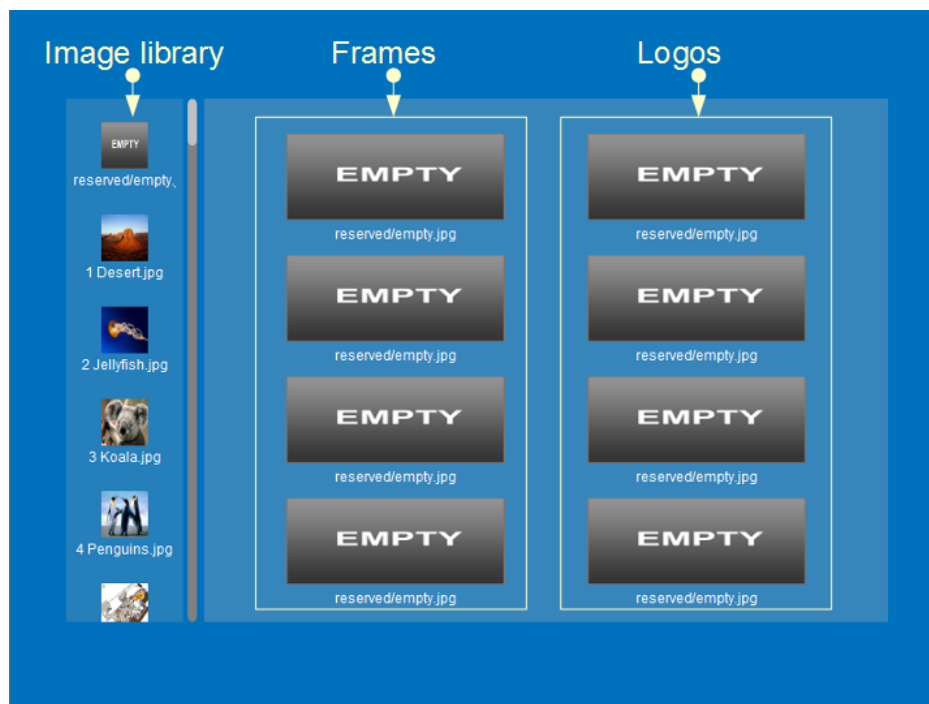 Image library
Frames
Logos
EMPTY
reserved/empty、
1 Desert.jpg
2 Jellyfish.jpg
3 Koala.jpg
4 Penguins.jpg
EMPTY
reserved/empty.jpg
EMPTY
reserved/empty.jpg
EMPTY
reserved/empty.jpg
EMPTY
reserved/empty.jpg
EMPTY
reserved/empty.jpg
EMPTY
reserved/empty.jpg
EMPTY
reserved/empty.jpg
EMPTY
reserved/empty.jpg